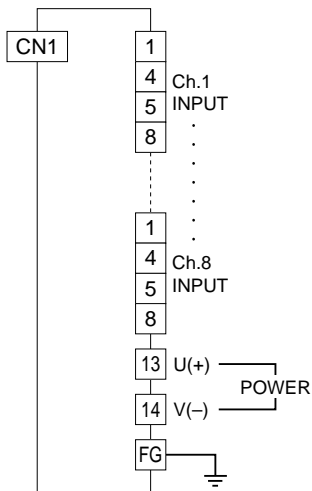 CN1
1
4
5
8
Ch.1
INPUT
1
4
5
8
Ch.8
INPUT
13 U(+)
POWER
14 V(–)
FG